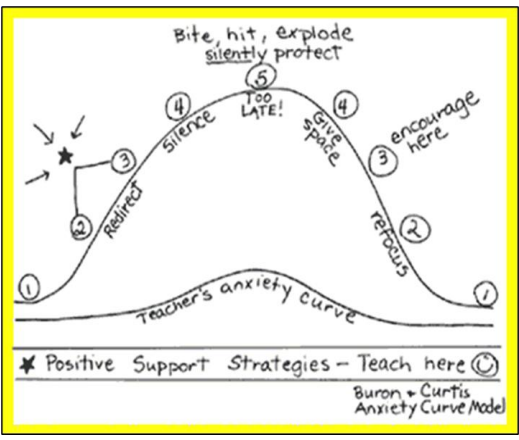 Bite, hit, explode
silently protect
5
TOO
LATE!
4
silence
4
Give
space
encourage
here
3
Redirect
3
2
refocus
2
1
1
Teacher's anxiety curve
★ Positive Support Strategies - Teach here ☺
Buron + Curtis
Anxiety Curve Model